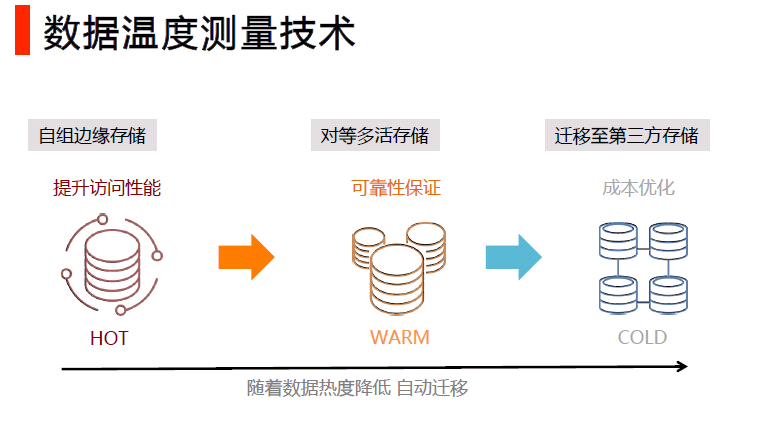 数据温度测量技术
自组边缘存储
对等多活存储
迁移至第三方存储
提升访问性能
可靠性保证
成本优化
HOT
WARM
COLD
随着数据热度降低 自动迁移